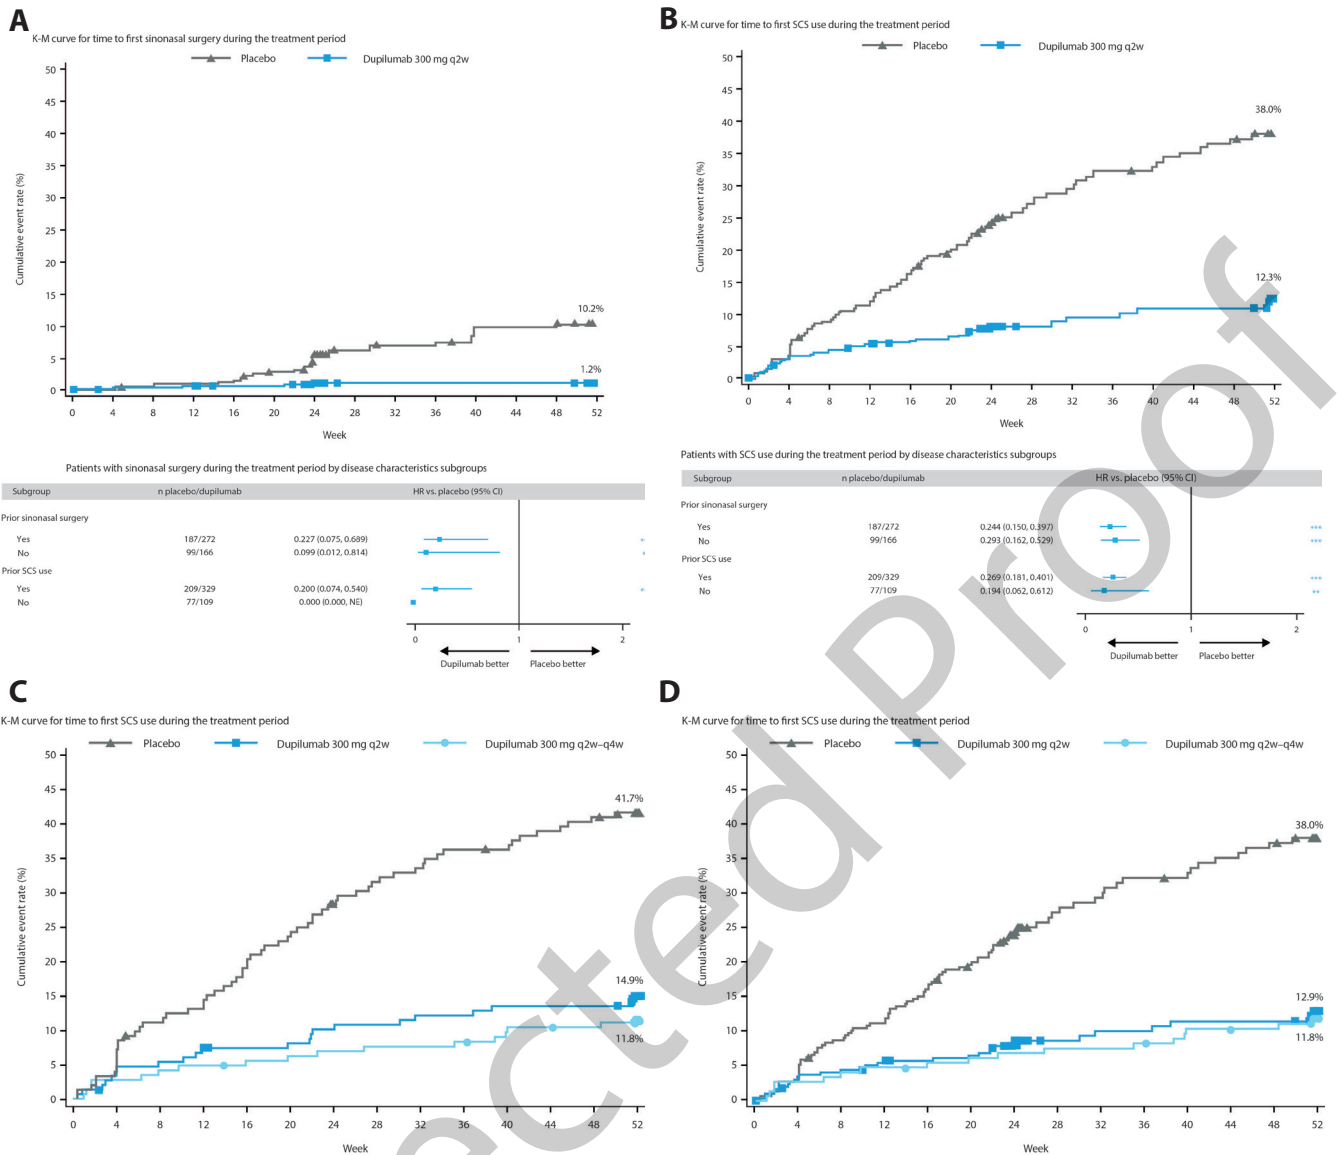 A
K-M curve for time to first sinonasal surgery during the treatment period
Placebo Dupilumab 300 mg q2w
Cumulative event rate (%)
50
45
40
35
30
25
20
15
10
5
0
10.2%
1.2%
0 4 8 12 16 20 24 28 32 36 40 44 48 52
Week
Patients with sinonasal surgery during the treatment period by disease characteristics subgroups
Subgroup n placebo/dupilumab HR vs. placebo (95% CI)
Prior sinonasal surgery
Yes 187/272 0.227 (0.075, 0.689)
No 99/166 0.099 (0.012, 0.814)
Prior SCS use
Yes 209/329 0.200 (0.074, 0.540)
No 77/109 0.000 (0.000, NE)
0 1 2
Dupilumab better Placebo better
B
K-M curve for time to first SCS use during the treatment period
Placebo Dupilumab 300 mg q2w
Cumulative event rate (%)
50
45
40
35
30
25
20
15
10
5
0
38.0%
12.3%
0 4 8 12 16 20 24 28 32 36 40 44 48 52
Week
Patients with SCS use during the treatment period by disease characteristics subgroups
Subgroup n placebo/dupilumab HR vs. placebo (95% CI)
Prior sinonasal surgery
Yes 187/272 0.244 (0.150, 0.397) ***
No 99/166 0.293 (0.162, 0.529) ***
Prior SCS use
Yes 209/329 0.269 (0.181, 0.401) ***
No 77/109 0.194 (0.062, 0.612) **
0 1 2
Dupilumab better Placebo better
C
K-M curve for time to first SCS use during the treatment period
Placebo Dupilumab 300 mg q2w Dupilumab 300 mg q2w–q4w
Cumulative event rate (%)
50
45
40
35
30
25
20
15
10
5
0
41.7%
14.9%
11.8%
0 4 8 12 16 20 24 28 32 36 40 44 48 52
Week
D
K-M curve for time to first SCS use during the treatment period
Placebo Dupilumab 300 mg q2w Dupilumab 300 mg q2w–q4w
Cumulative event rate (%)
50
45
40
35
30
25
20
15
10
5
0
38.0%
12.9%
11.8%
0 4 8 12 16 20 24 28 32 36 40 44 48 52
Week
ected Proof